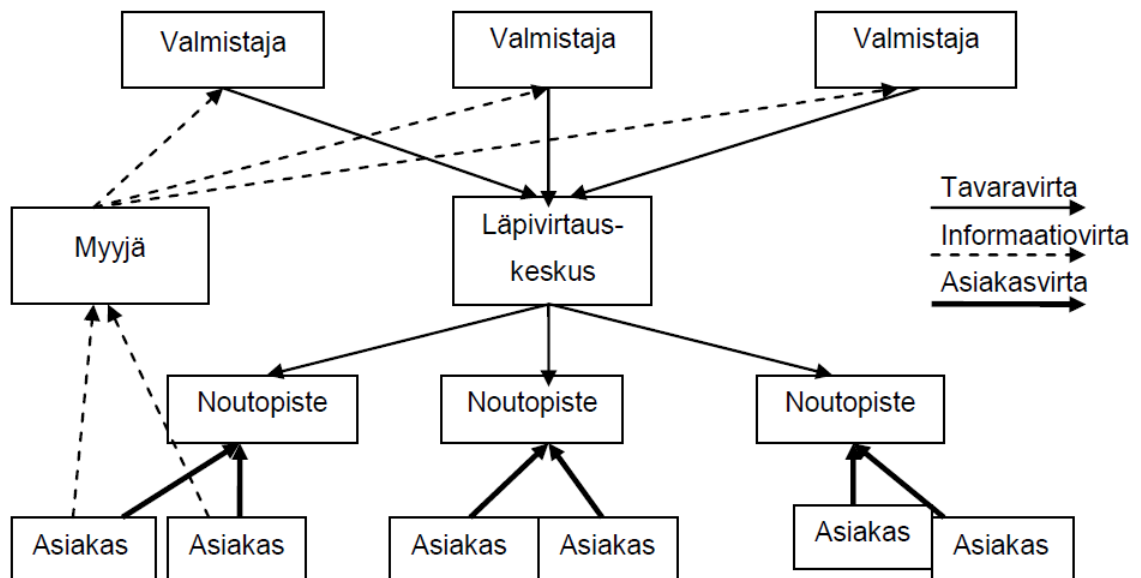 Valmistaja
Valmistaja
Valmistaja
Myyjä
Läpivirtaus-
keskus
Tavaravirta
Informaatiovirta
Asiakasvirta
Noutopiste
Noutopiste
Noutopiste
Asiakas
Asiakas
Asiakas
Asiakas
Asiakas
Asiakas